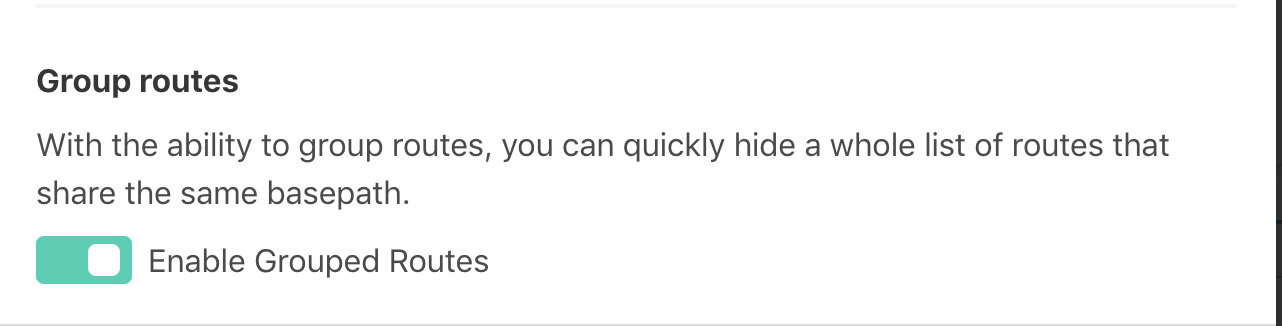 Group routes
With the ability to group routes, you can quickly hide a whole list of routes that
share the same basepath.
Enable Grouped Routes